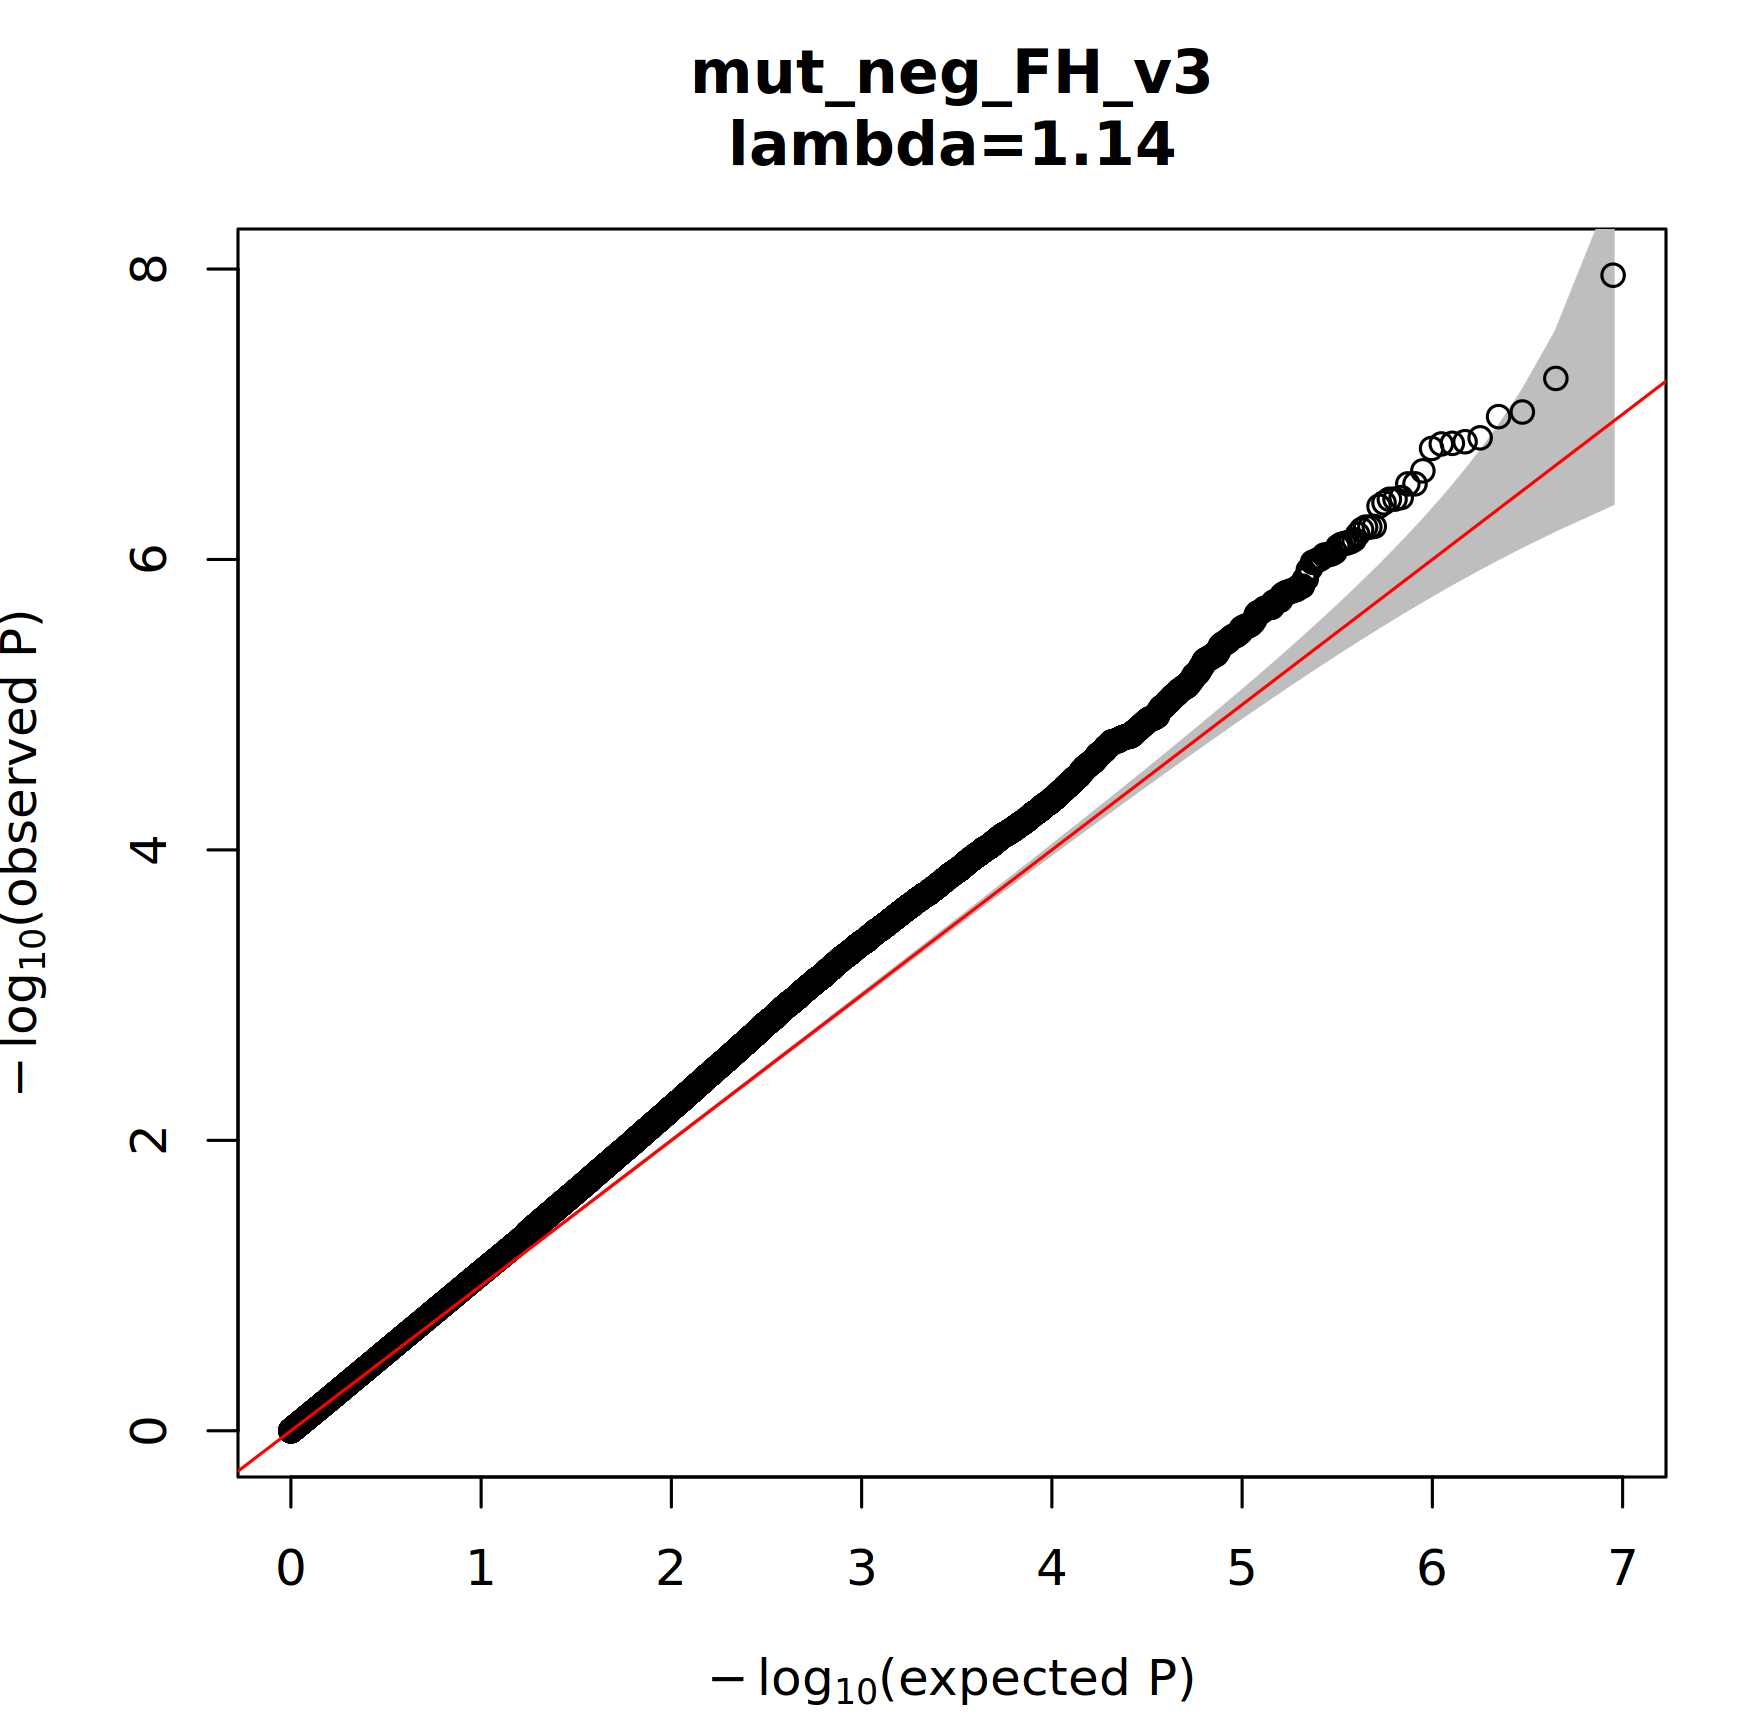 mut_neg_FH_v3
lambda=1.14
8
6
4
2
0
−log10(observed P)
0 1 2 3 4 5 6 7
−log10(expected P)